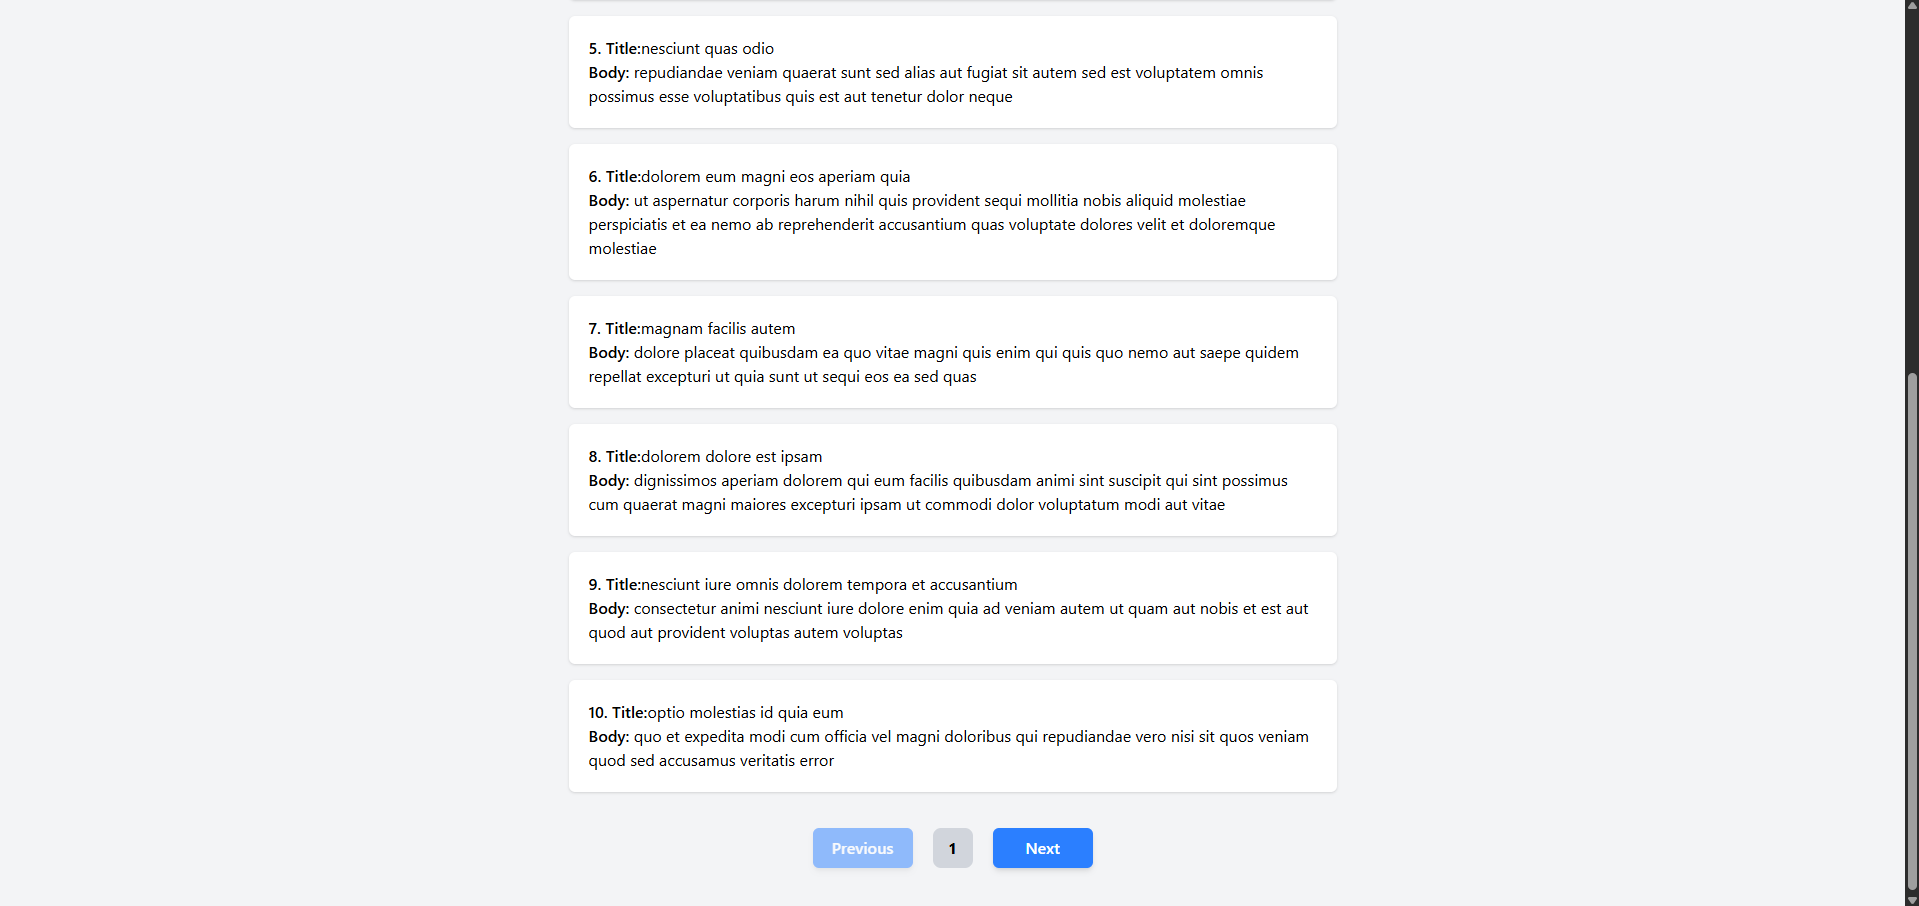 5. Title:nesciunt quas odio
Body: repudiandae veniam quaerat sunt sed alias aut fugiat sit autem sed est voluptatem omnis
possimus esse voluptatibus quis est aut tenetur dolor neque
6. Title:dolorem eum magni eos aperiam quia
Body: ut aspernatur corporis harum nihil quis provident sequi mollitia nobis aliquid molestiae
perspiciatis et ea nemo ab reprehenderit accusantium quas voluptate dolores velit et doloremque
molestiae
7. Title:magnam facilis autem
Body: dolore placeat quibusdam ea quo vitae magni quis enim qui quis quo nemo aut saepe quidem
repellat excepturi ut quia sunt ut sequi eos ea sed quas
8. Title:dolorem dolore est ipsam
Body: dignissimos aperiam dolorem qui eum facilis quibusdam animi sint suscipit qui sint possimus
cum quaerat magni maiores excepturi ipsam ut commodi dolor voluptatum modi aut vitae
9. Title:nesciunt iure omnis dolorem tempora et accusantium
Body: consectetur animi nesciunt iure dolore enim quia ad veniam autem ut quam aut nobis et est aut
quod aut provident voluptas autem voluptas
10. Title:optio molestias id quia eum
Body: quo et expedita modi cum officia vel magni doloribus qui repudiandae vero nisi sit quos veniam
quod sed accusamus veritatis error
Previous 1 Next